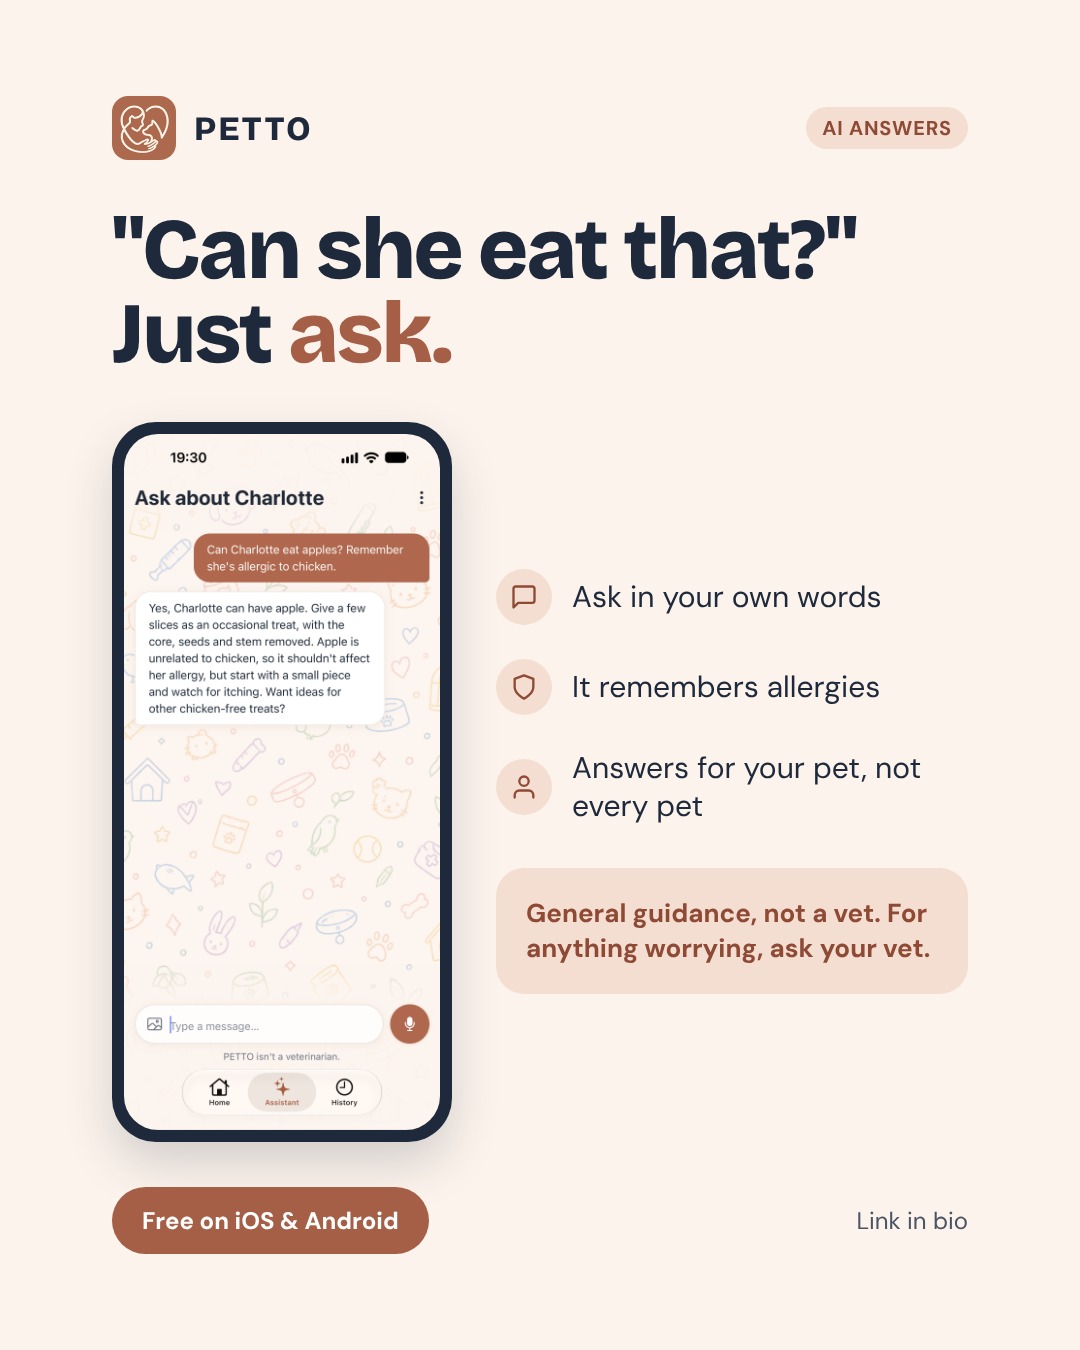 PETTO
AI ANSWERS
"Can she eat that?"
Just ask.
19:30
Ask about Charlotte
Can Charlotte eat apples? Remember
she's allergic to chicken.
Yes, Charlotte can have apple. Give a few
slices as an occasional treat, with the
core, seeds and stem removed. Apple is
unrelated to chicken, so it shouldn't affect
her allergy, but start with a small piece
and watch for itching. Want ideas for
other chicken-free treats?
Type a message...
PETTO isn't a veterinarian.
Home
Assistant
History
Ask in your own words
It remembers allergies
Answers for your pet, not
every pet
General guidance, not a vet. For
anything worrying, ask your vet.
Free on iOS & Android
Link in bio